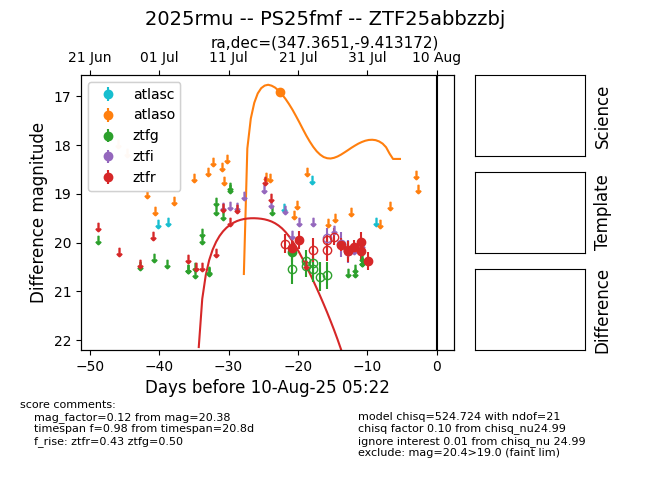 2025rmu -- PS25fmf -- ZTF25abbzzbj
ra,dec=(347.3651,-9.413172)
21 Jun 01 Jul 11 Jul 21 Jul 31 Jul 10 Aug
atlasc
atlaso
ztfg
ztfi
ztfr
17
18
19
20
21
22
Difference magnitude
−50 −40 −30 −20 −10 0
Days before 10-Aug-25 05:22
Science
Template
Difference
score comments:
mag_factor=0.12 from mag=20.38
timespan f=0.98 from timespan=20.8d
f_rise: ztfr=0.43 ztfg=0.50
model chisq=524.724 with ndof=21
chisq factor 0.10 from chisq_nu24.99
ignore interest 0.01 from chisq_nu 24.99
exclude: mag=20.4>19.0 (faint lim)